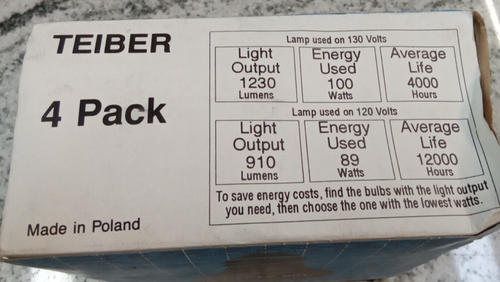 TEIBER
4 Pack
Made in Poland
Lamp used on 130 Volts
Light Output 1230 Lumens
Energy Used 100 Watts
Average Life 4000 Hours
Lamp used on 120 Volts
Light Output 910 Lumens
Energy Used 89 Watts
Average Life 12000 Hours
To save energy costs, find the bulbs with the light output
you need, then choose the one with the lowest watts.